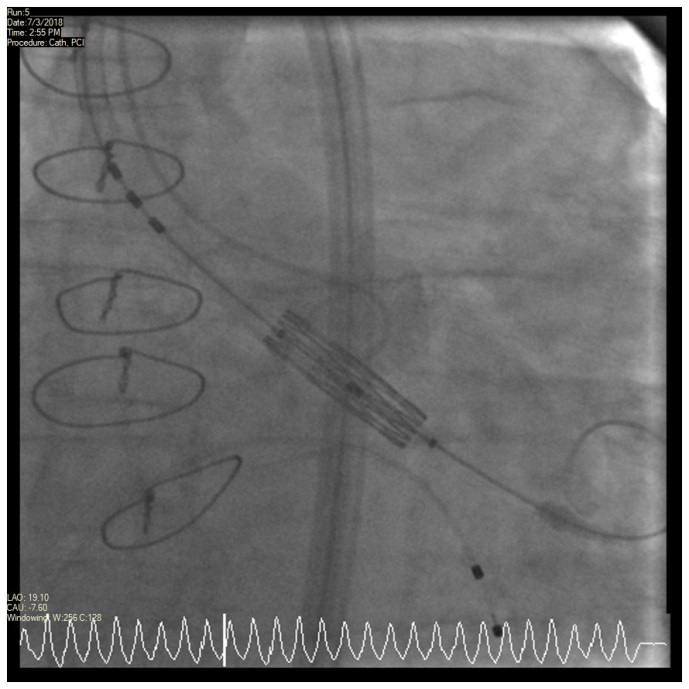 Run:5
Date: 7/3/2018
Time: 2:55 PM
Procedure: Cath, PCI
LAO: 19.10
CAU: -7.60
Windowing, W:256 C:128